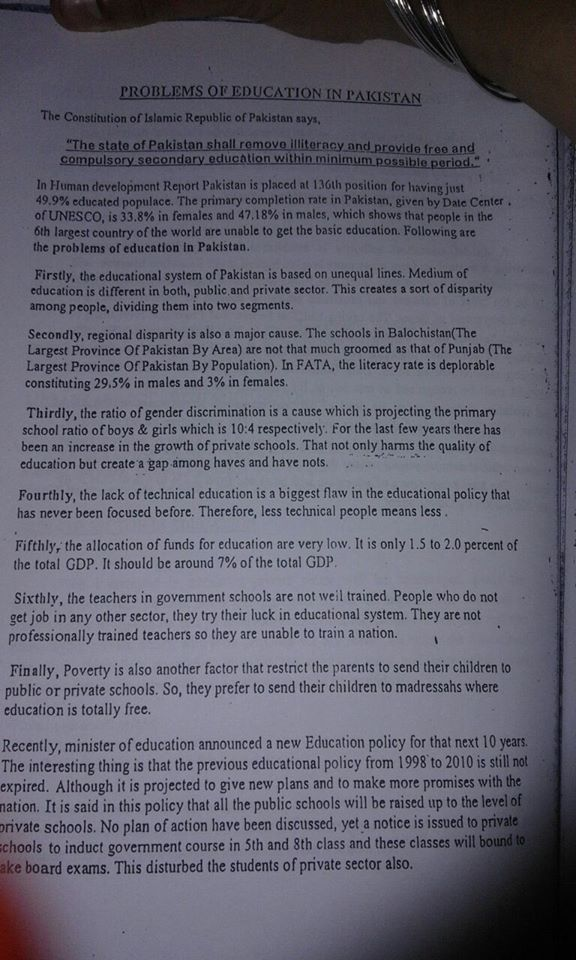 PROBLEMS OF EDUCATION IN PAKISTAN
The Constitution of Islamic Republic of Pakistan says,
"The state of Pakistan shall remove illiteracy and provide free and
compulsory secondary education within minimum possible period."
In Human development Report Pakistan is placed at 136th position for having just
49.9% educated populace. The primary completion rate in Pakistan, given by Date Center
of UNESCO, is 33.8% in females and 47.18% in males, which shows that people in the
6th largest country of the world are unable to get the basic education. Following are
the problems of education in Pakistan.
Firstly, the educational system of Pakistan is based on unequal lines. Medium of
education is different in both, public and private sector. This creates a sort of disparity
among people, dividing them into two segments.
Secondly, regional disparity is also a major cause. The schools in Balochistan(The
Largest Province Of Pakistan By Area) are not that much groomed as that of Punjab (The
Largest Province Of Pakistan By Population). In FATA, the literacy rate is deplorable
constituting 29.5% in males and 3% in females.
Thirdly, the ratio of gender discrimination is a cause which is projecting the primary
school ratio of boys & girls which is 10:4 respectively. For the last few years there has
been an increase in the growth of private schools. That not only harms the quality of
education but create a gap among haves and have nots.
Fourthly, the lack of technical education is a biggest flaw in the educational policy that
has never been focused before. Therefore, less technical people means less .
Fifthly, the allocation of funds for education are very low. It is only 1.5 to 2.0 percent of
the total GDP. It should be around 7% of the total GDP.
Sixthly, the teachers in government schools are not well trained. People who do not
get job in any other sector, they try their luck in educational system. They are not
professionally trained teachers so they are unable to train a nation.
Finally, Poverty is also another factor that restrict the parents to send their children to
public or private schools. So, they prefer to send their children to madressahs where
education is totally free.
Recently, minister of education announced a new Education policy for that next 10 years.
The interesting thing is that the previous educational policy from 1998 to 2010 is still not
expired. Although it is projected to give new plans and to make more promises with the
nation. It is said in this policy that all the public schools will be raised up to the level of
private schools. No plan of action have been discussed, yet a notice is issued to private
schools to induct government course in 5th and 8th class and these classes will bound to
ake board exams. This disturbed the students of private sector also.